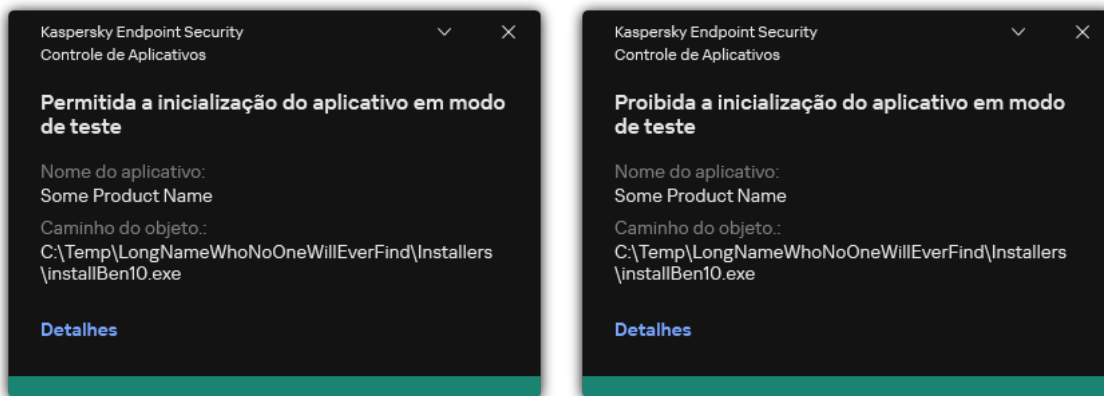 Kaspersky Endpoint Security
Controle de Aplicativos
Permitida a inicialização do aplicativo em modo
de teste
Nome do aplicativo:
Some Product Name
Caminho do objeto.:
C:\Temp\LongNameWhoNoOneWillEverFind\Installers
\installBen10.exe
Detalhes
Kaspersky Endpoint Security
Controle de Aplicativos
Proibida a inicialização do aplicativo em modo
de teste
Nome do aplicativo:
Some Product Name
Caminho do objeto.:
C:\Temp\LongNameWhoNoOneWillEverFind\Installers
\installBen10.exe
Detalhes